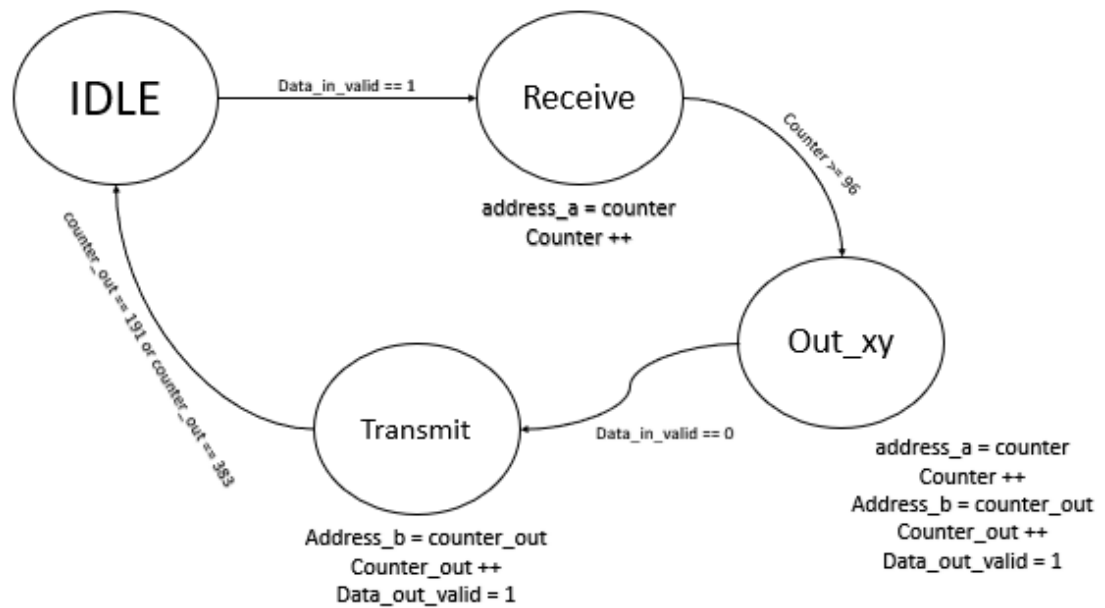 IDLE
Data_in_valid == 1
Receive
Counter >= 96
address_a = counter
Counter ++
counter_out == 191 or counter_out == 383
Out_xy
Transmit
Data_in_valid == 0
address_a = counter
Counter ++
Address_b = counter_out
Counter_out ++
Data_out_valid = 1
Address_b = counter_out
Counter_out ++
Data_out_valid = 1